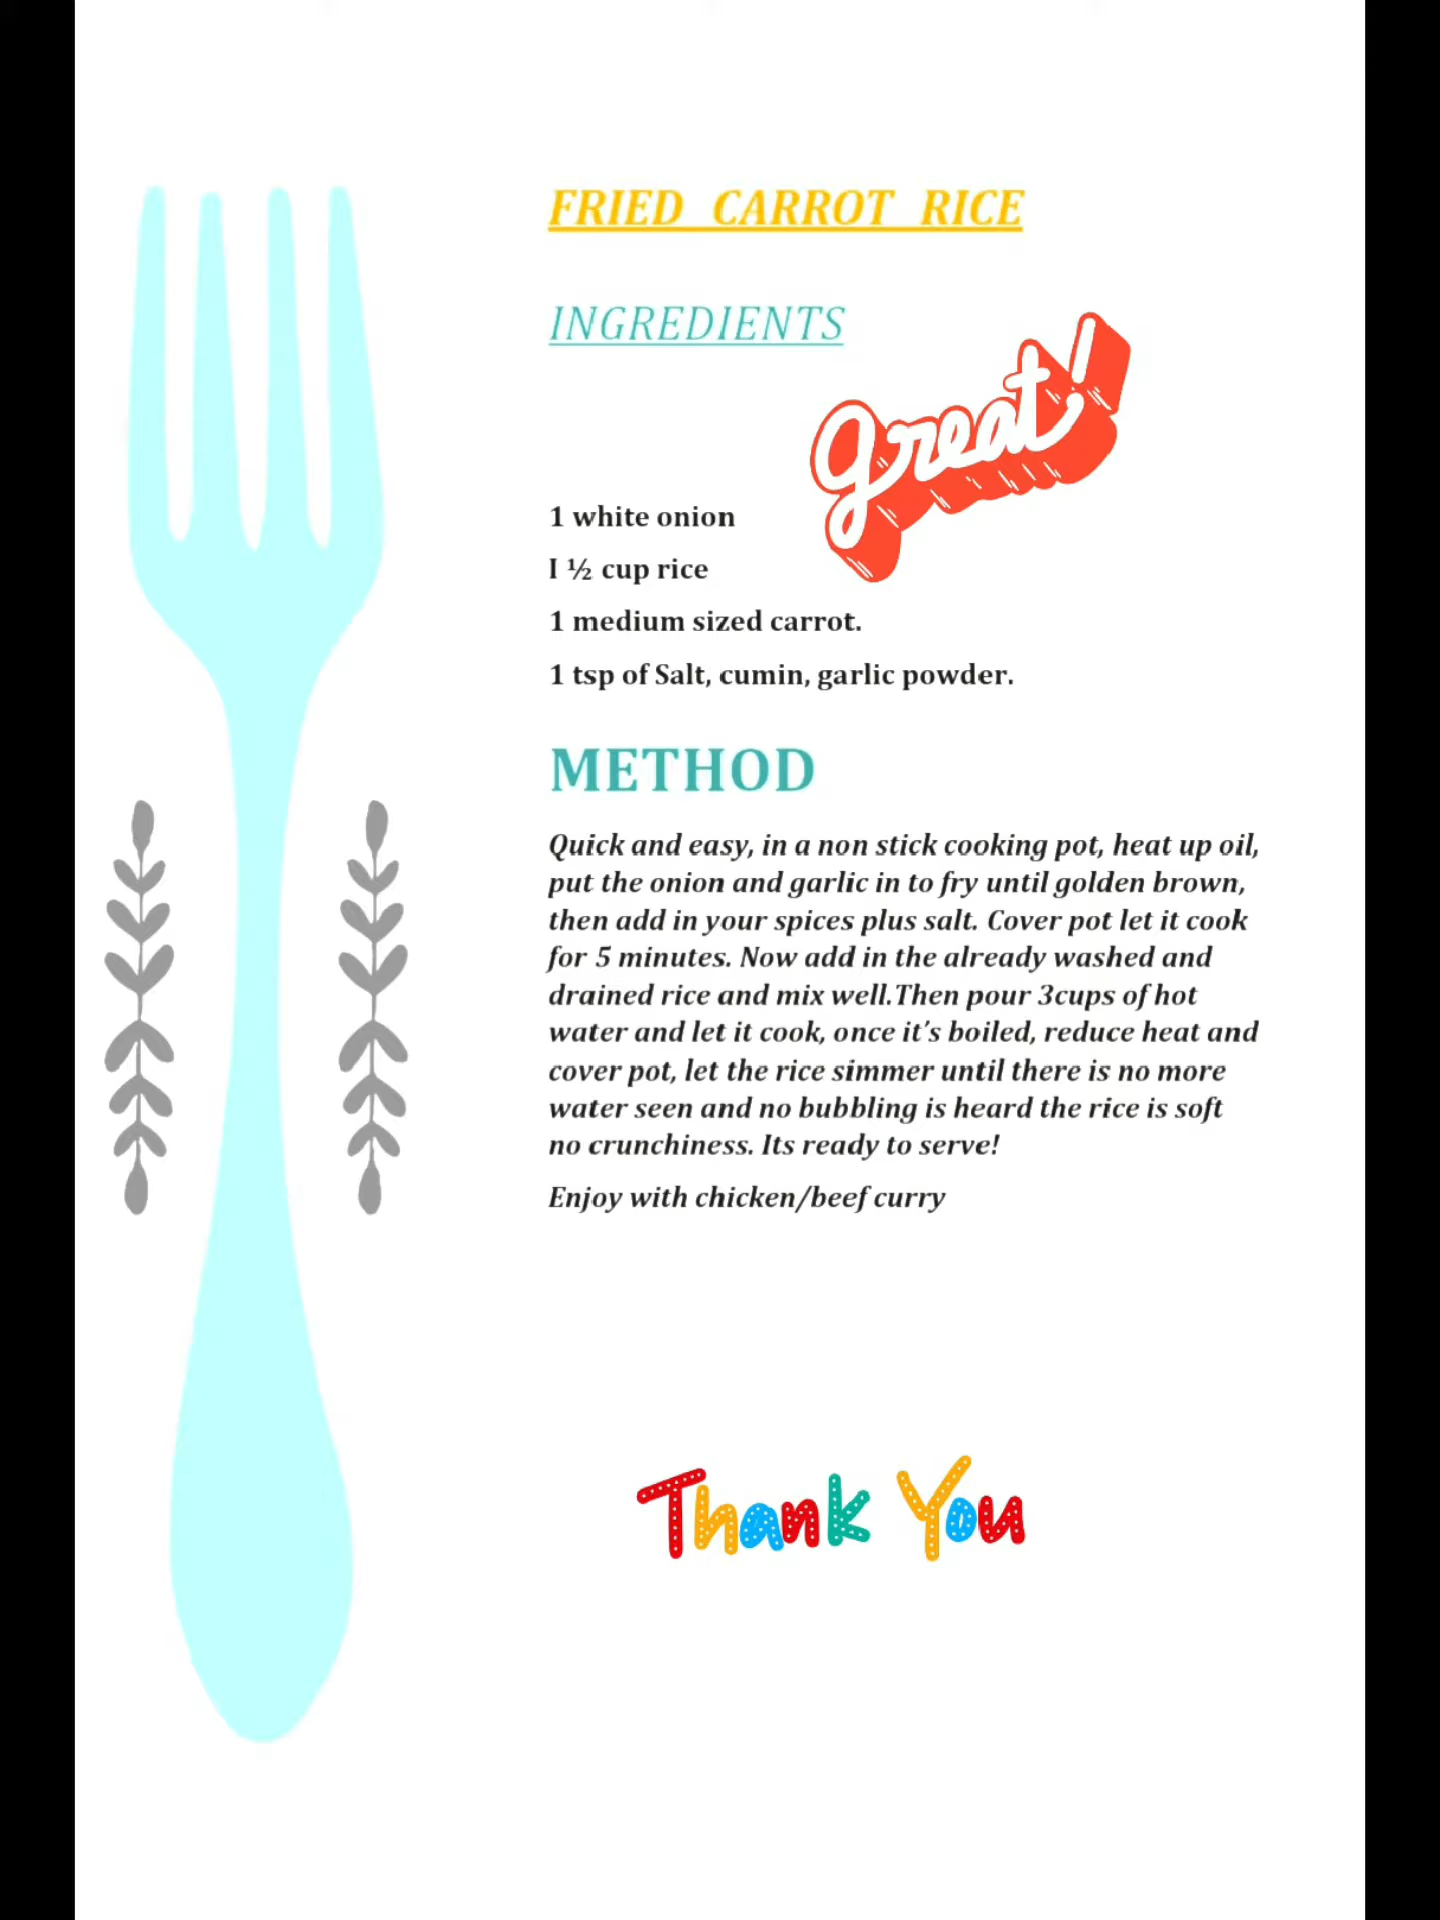 FRIED CARROT RICE
INGREDIENTS
great!
1 white onion
I ½ cup rice
1 medium sized carrot.
1 tsp of Salt, cumin, garlic powder.
METHOD
Quick and easy, in a non stick cooking pot, heat up oil,
put the onion and garlic in to fry until golden brown,
then add in your spices plus salt. Cover pot let it cook
for 5 minutes. Now add in the already washed and
drained rice and mix well.Then pour 3cups of hot
water and let it cook, once it’s boiled, reduce heat and
cover pot, let the rice simmer until there is no more
water seen and no bubbling is heard the rice is soft
no crunchiness. Its ready to serve!
Enjoy with chicken/beef curry
Thank You